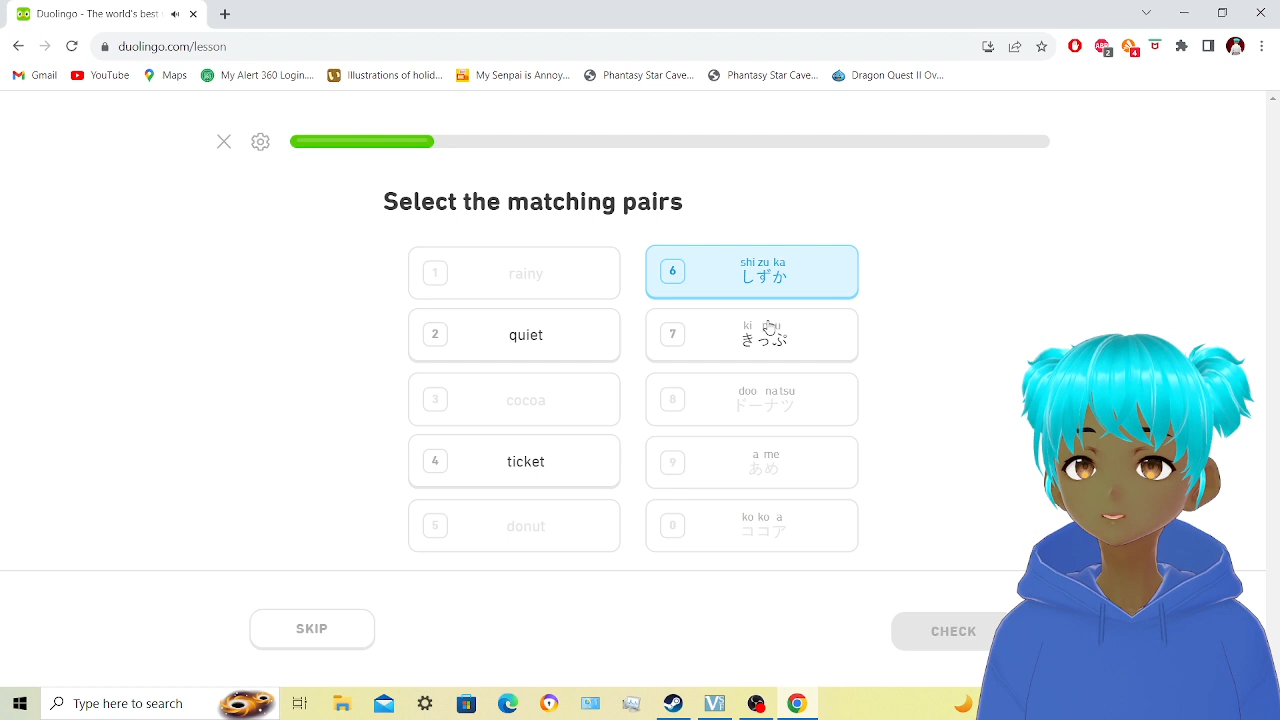 Duolingo - The world's best
duolingo.com/lesson
2
4
Gmail
YouTube
Maps
My Alert 360 Login....
Illustrations of holid...
My Senpai is Annoy...
Phantasy Star Cave...
Phantasy Star Cave...
Dragon Quest II Ov...
Select the matching pairs
1 rainy
2 quiet
3 cocoa
4 ticket
5 donut
shi zu ka
6 しずか
ki
7 きっぷ
doo na tsu
8 ドーナツ
a me
9 あめ
ko ko a
0 ココア
SKIP
CHECK
Type here to search